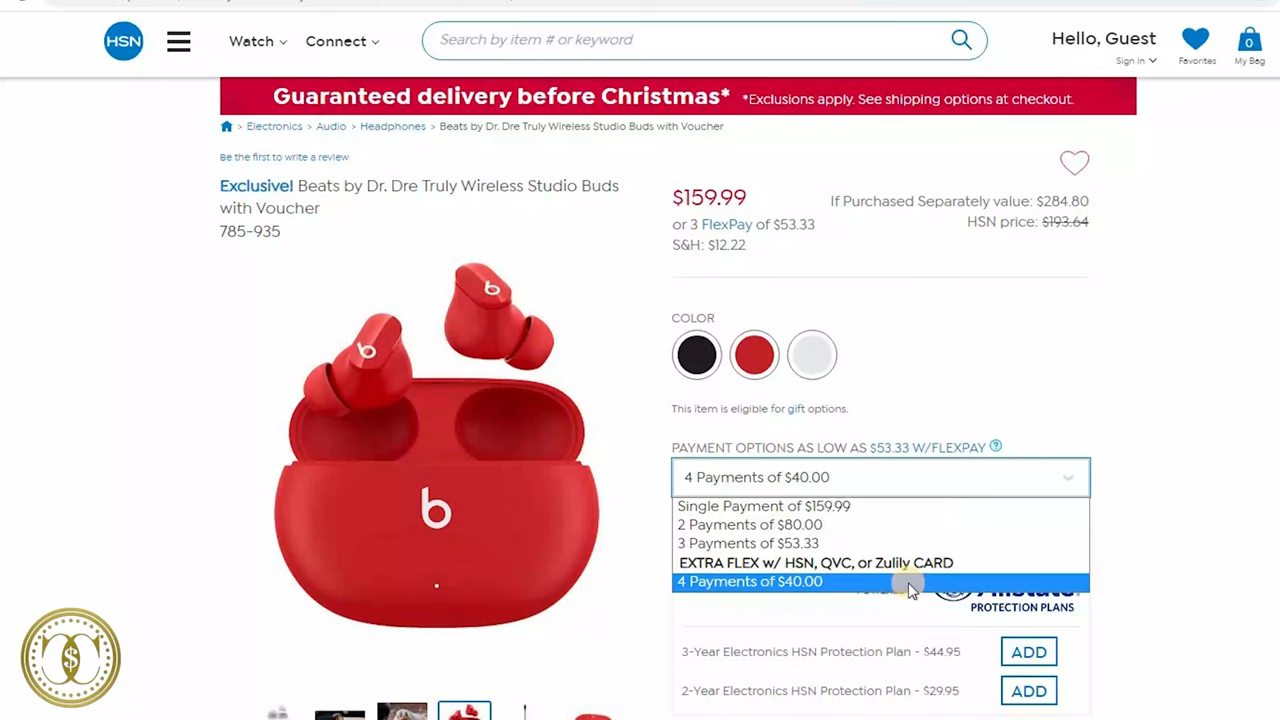 HSN
Watch
Connect
Search by item # or keyword
Hello, Guest
Sign in
Favorites
0
My Bag
Guaranteed delivery before Christmas* *Exclusions apply. See shipping options at checkout.
> Electronics > Audio > Headphones > Beats by Dr. Dre Truly Wireless Studio Buds with Voucher
Be the first to write a review
Exclusive! Beats by Dr. Dre Truly Wireless Studio Buds
with Voucher
785-935
$159.99
or 3 FlexPay of $53.33
S&H: $12.22
If Purchased Separately value: $284.80
HSN price: $193.64
COLOR
This item is eligible for gift options.
PAYMENT OPTIONS AS LOW AS $53.33 W/FLEXPAY ?
4 Payments of $40.00
Single Payment of $159.99
2 Payments of $80.00
3 Payments of $53.33
EXTRA FLEX w/ HSN, QVC, or Zulily CARD
4 Payments of $40.00
PROTECTION PLANS
3-Year Electronics HSN Protection Plan - $44.95 ADD
2-Year Electronics HSN Protection Plan - $29.95 ADD
b
b
b
C$C